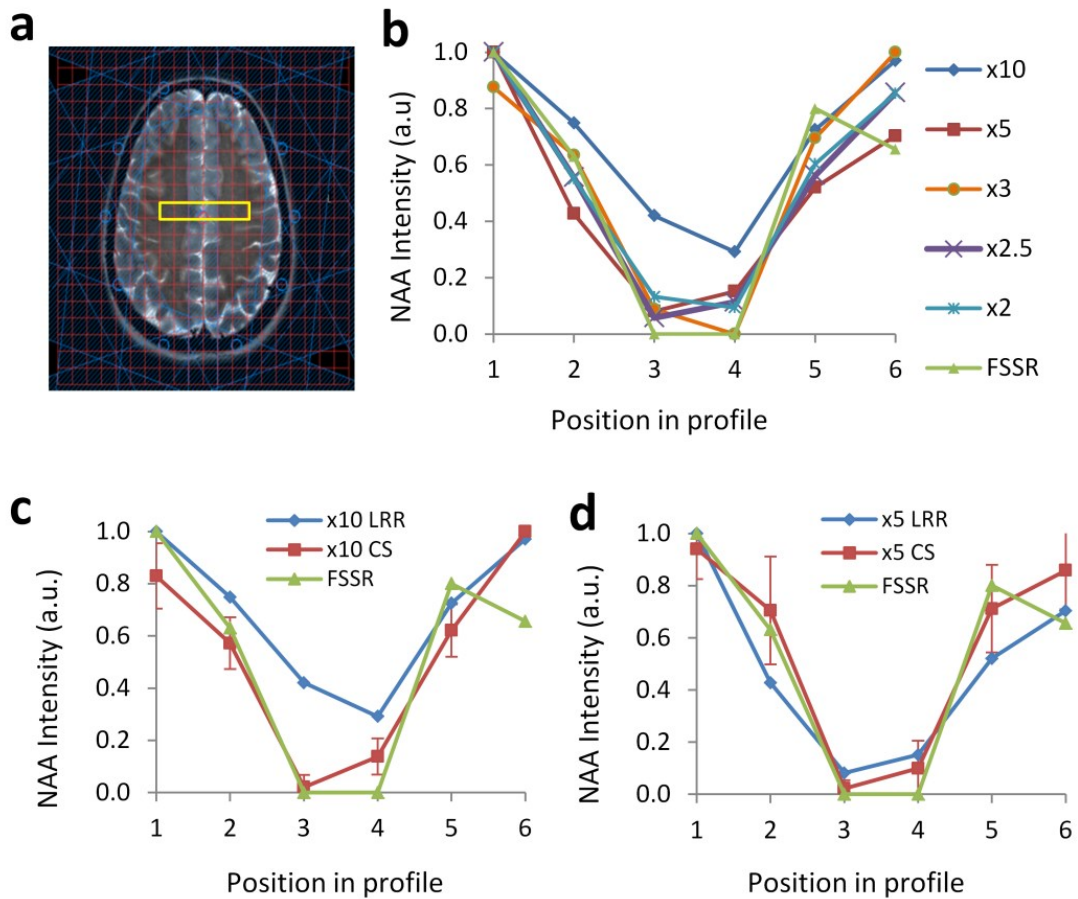 a
b
NAA Intensity (a.u)
1.0
0.8
0.6
0.4
0.2
0.0
1 2 3 4 5 6
Position in profile
x10
x5
x3
x2.5
x2
FSSR
c
x10 LRR
x10 CS
FSSR
NAA Intensity (a.u.)
1.0
0.8
0.6
0.4
0.2
0.0
1 2 3 4 5 6
Position in profile
d
x5 LRR
x5 CS
FSSR
NAA Intensity (a.u.)
1.0
0.8
0.6
0.4
0.2
0.0
1 2 3 4 5 6
Position in profile